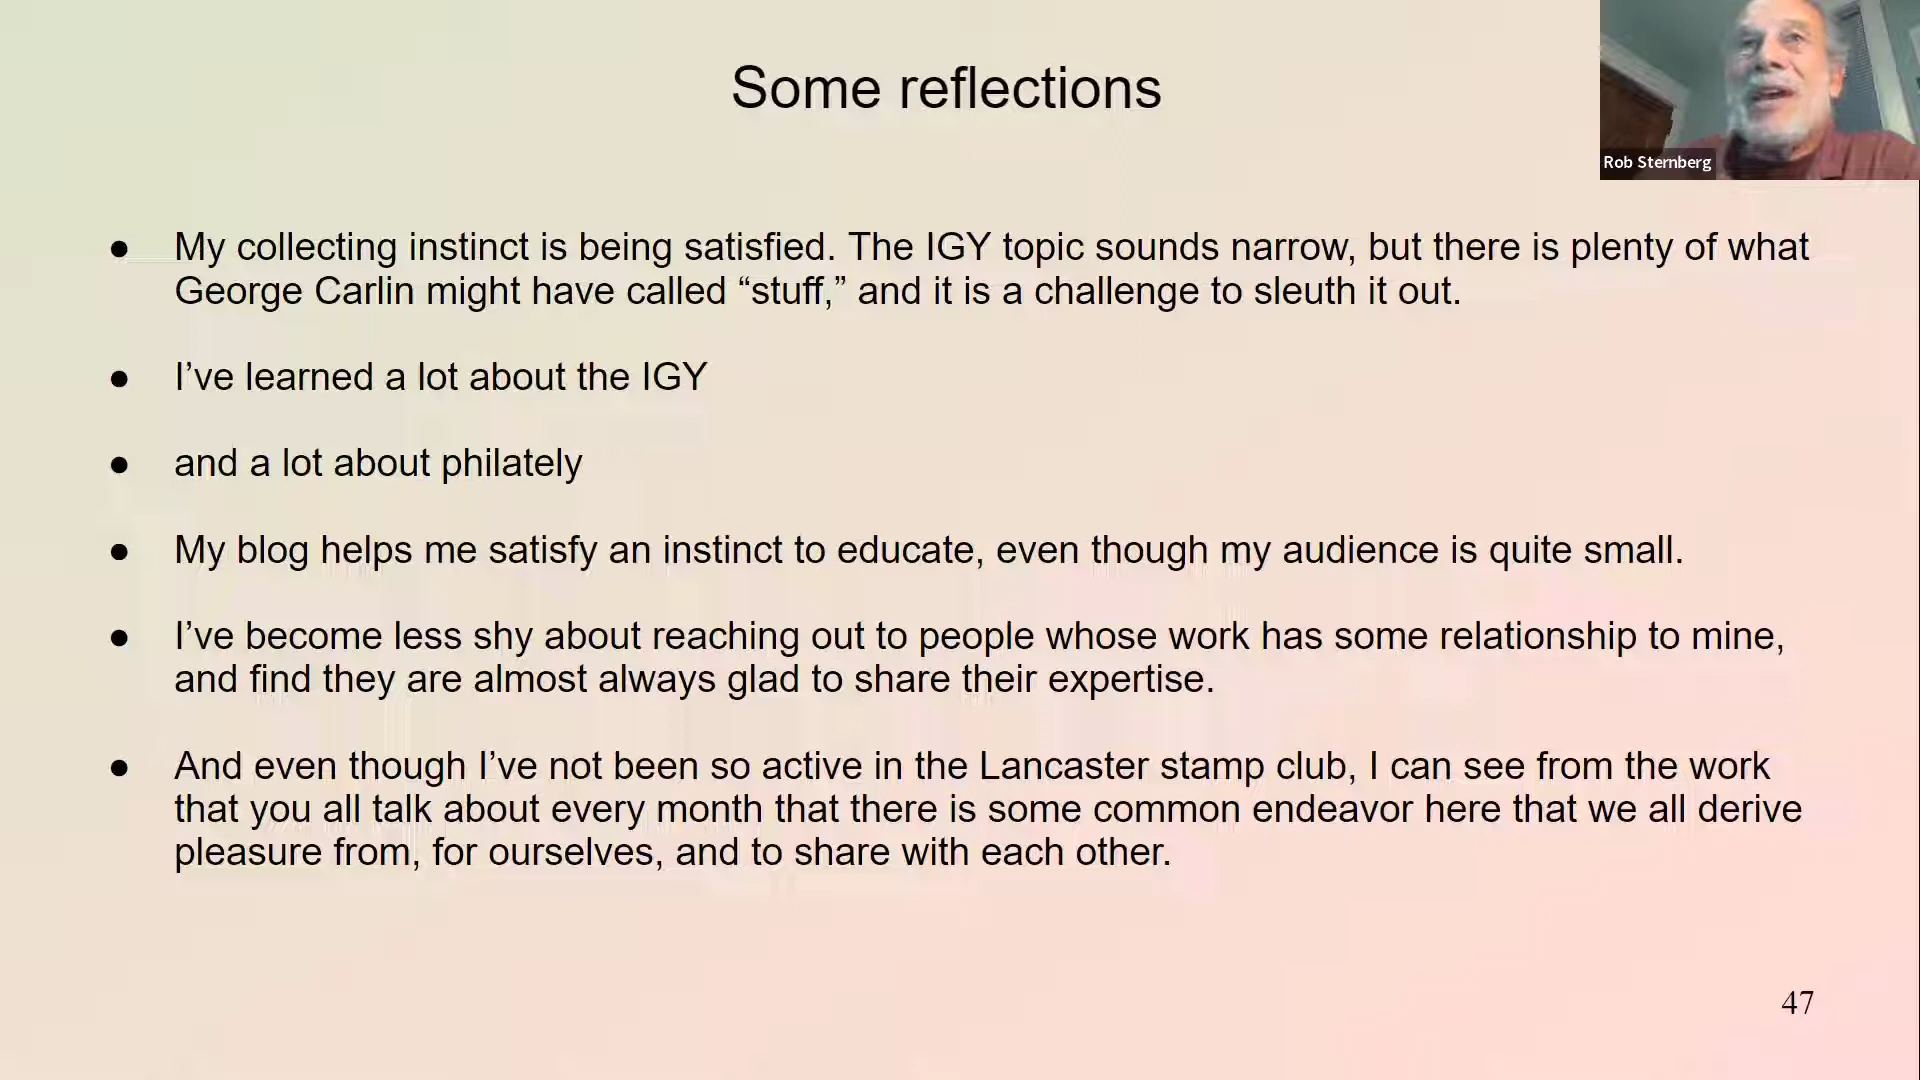 Some reflections
Rob Sternberg
● My collecting instinct is being satisfied. The IGY topic sounds narrow, but there is plenty of what
George Carlin might have called “stuff,” and it is a challenge to sleuth it out.
● I’ve learned a lot about the IGY
● and a lot about philately
● My blog helps me satisfy an instinct to educate, even though my audience is quite small.
● I’ve become less shy about reaching out to people whose work has some relationship to mine,
and find they are almost always glad to share their expertise.
● And even though I’ve not been so active in the Lancaster stamp club, I can see from the work
that you all talk about every month that there is some common endeavor here that we all derive
pleasure from, for ourselves, and to share with each other.
47